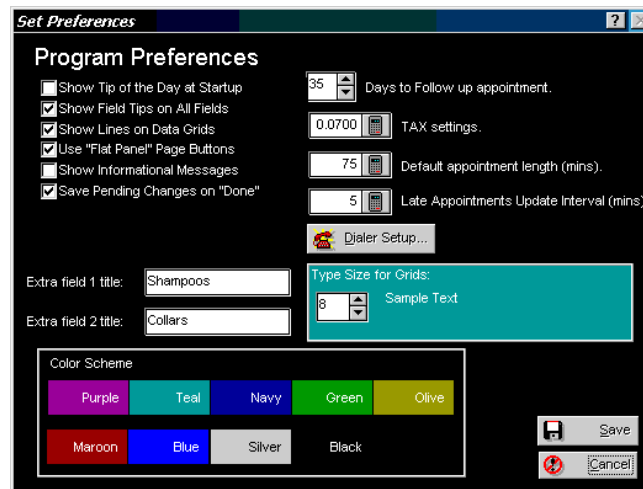 Set Preferences
?
Program Preferences
Show Tip of the Day at Startup
Show Field Tips on All Fields
Show Lines on Data Grids
Use "Flat Panel" Page Buttons
Show Informational Messages
Save Pending Changes on "Done"
35 Days to Follow up appointment.
0.0700 TAX settings.
75 Default appointment length (mins).
5 Late Appointments Update Interval (mins)
Dialer Setup...
Extra field 1 title: Shampoos
Extra field 2 title: Collars
Type Size for Grids:
8 Sample Text
Color Scheme
Purple Teal Navy Green Olive
Maroon Blue Silver Black
Save
Cancel